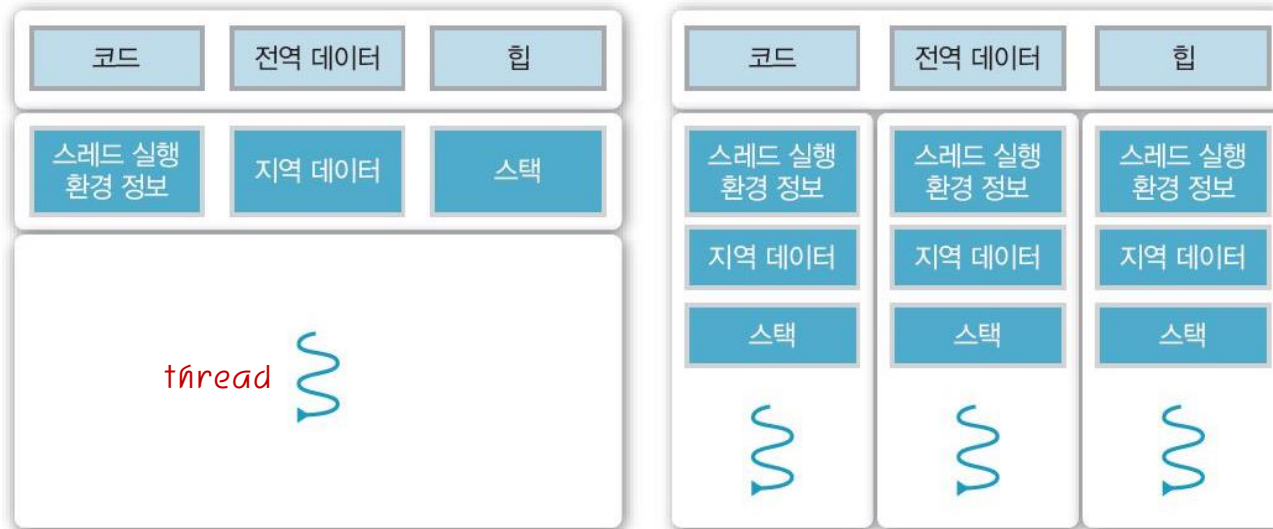 코드
전역 데이터
힙
스레드 실행
환경 정보
지역 데이터
스택
thread
코드
전역 데이터
힙
스레드 실행
환경 정보
스레드 실행
환경 정보
스레드 실행
환경 정보
지역 데이터
지역 데이터
지역 데이터
스택
스택
스택